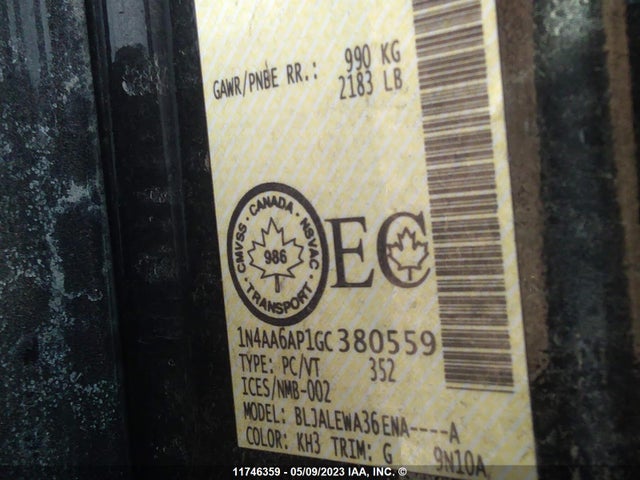 GAWR/PNBE RR.: 990 KG
2183 LB
CMVSS · CANADA · NSVAC · TRANSPORT ·
986
EC
1N4AA6AP1GC380559
TYPE: PC/VT 352
ICES/NMB-002
MODEL: BLJALEWA36ENA----A
COLOR: KH3 TRIM: G 9N10A
11746359 - 05/09/2023 IAA, INC.